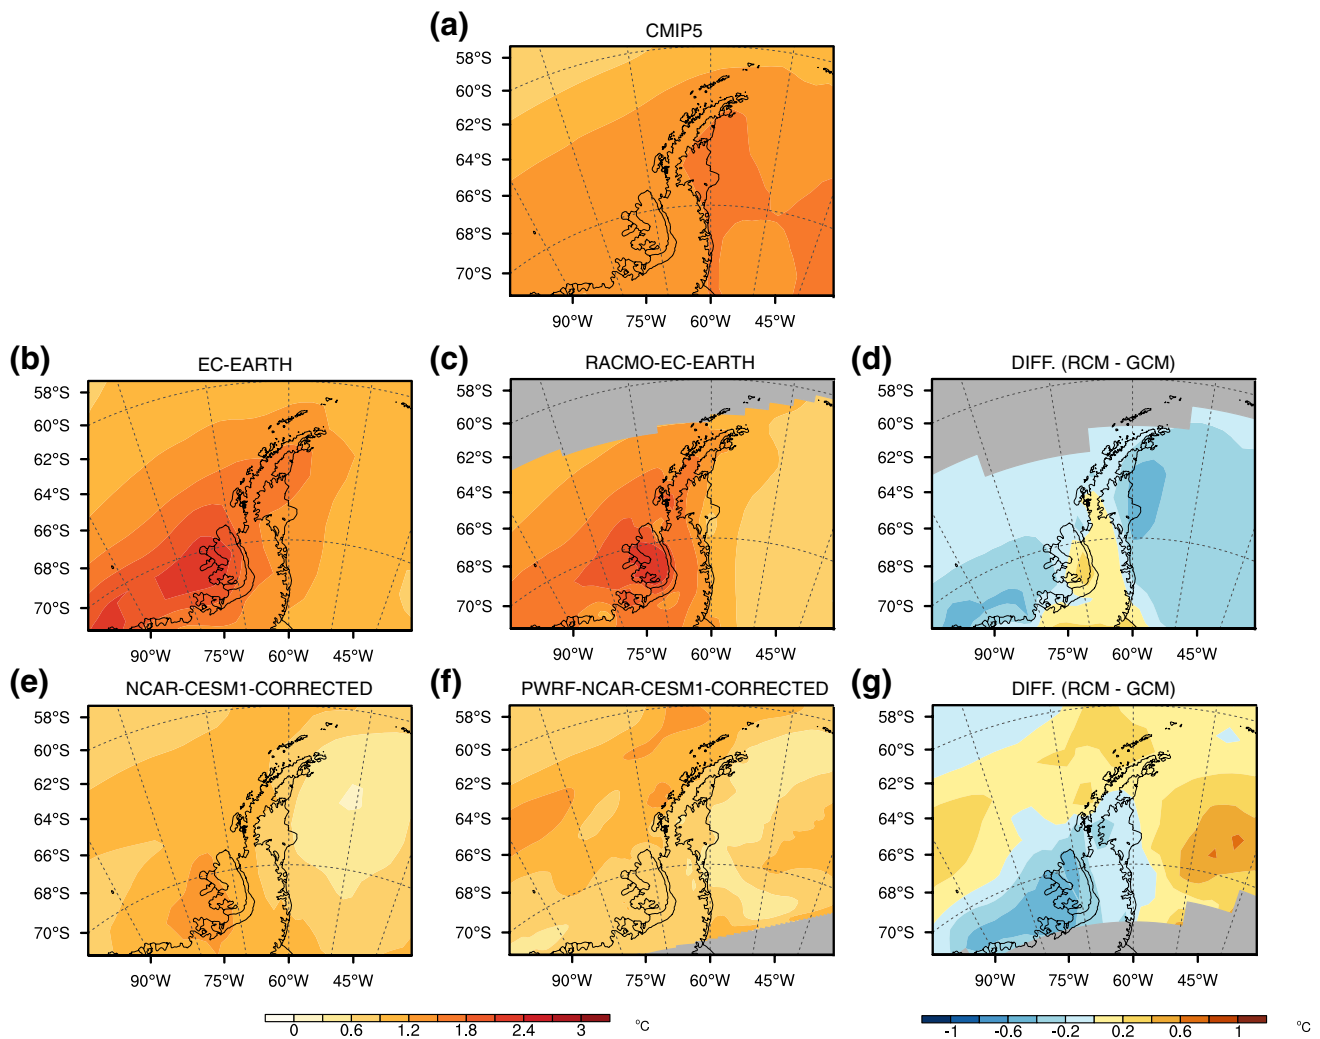 (a)
CMIP5
58°S
60°S
62°S
64°S
66°S
68°S
70°S
90°W 75°W 60°W 45°W
(b) (c) (d)
EC-EARTH RACMO-EC-EARTH DIFF. (RCM - GCM)
58°S 58°S 58°S
60°S 60°S 60°S
62°S 62°S 62°S
64°S 64°S 64°S
66°S 66°S 66°S
68°S 68°S 68°S
70°S 70°S 70°S
90°W 75°W 60°W 45°W 90°W 75°W 60°W 45°W 90°W 75°W 60°W 45°W
(e) (f) (g)
NCAR-CESM1-CORRECTED PWRF-NCAR-CESM1-CORRECTED DIFF. (RCM - GCM)
58°S 58°S 58°S
60°S 60°S 60°S
62°S 62°S 62°S
64°S 64°S 64°S
66°S 66°S 66°S
68°S 68°S 68°S
70°S 70°S 70°S
90°W 75°W 60°W 45°W 90°W 75°W 60°W 45°W 90°W 75°W 60°W 45°W
0 0.6 1.2 1.8 2.4 3 °C -1 -0.6 -0.2 0.2 0.6 1 °C